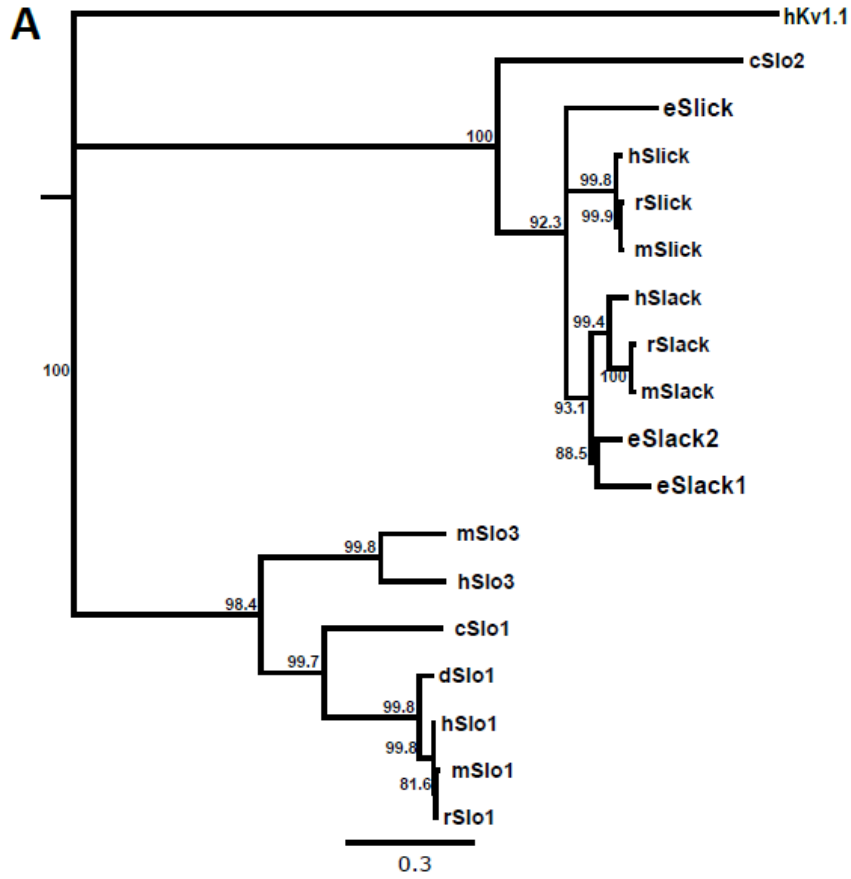 A
hKv1.1
cSlo2
eSlick
100
hSlick
99.8
rSlick
99.9
92.3
mSlick
hSlack
99.4
rSlack
100
100
mSlack
93.1
eSlack2
88.5
eSlack1
mSlo3
99.8
hSlo3
98.4
cSlo1
99.7
dSlo1
99.8
hSlo1
99.8
mSlo1
81.6
rSlo1
0.3